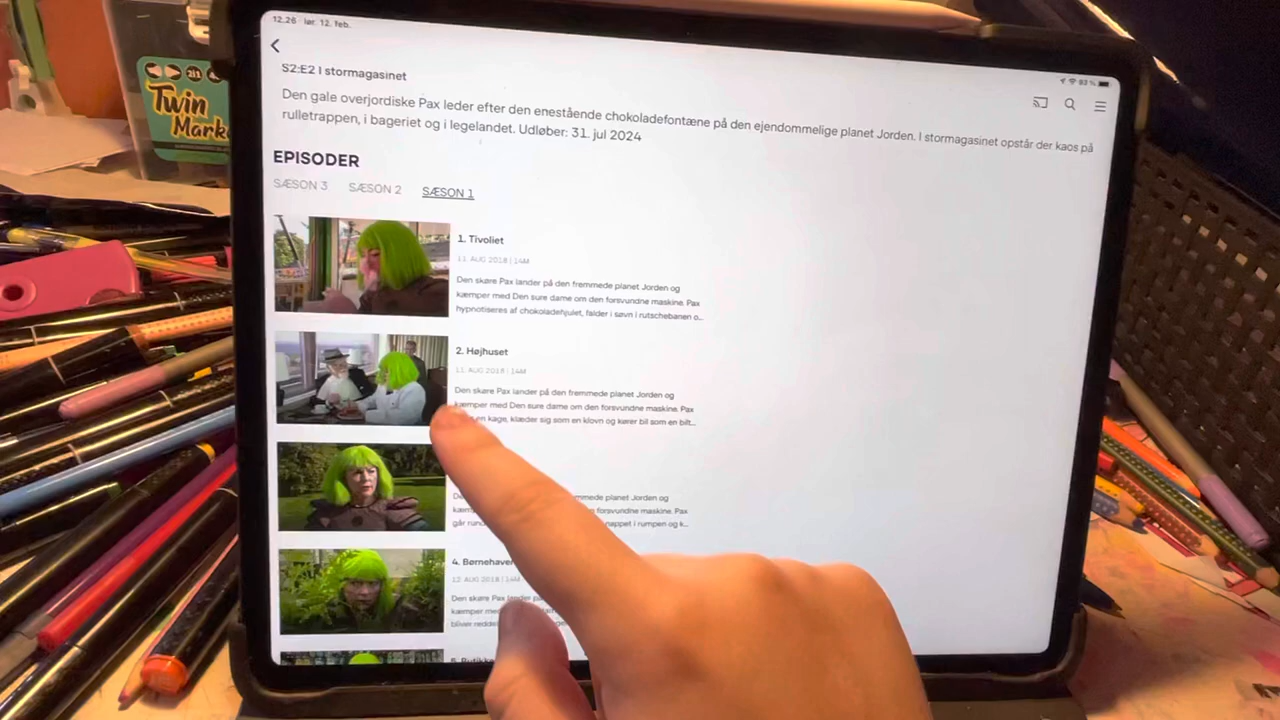 12.26 lør. 12. feb.
82 %
S2:E2 I stormagasinet
Den gale overjordiske Pax leder efter den enestående chokoladefontæne på den ejendommelige planet Jorden. I stormagasinet opstår der kaos på
rulletrappen, i bageriet og i legelandet. Udløber: 31. jul 2024
EPISODER
SÆSON 3 SÆSON 2 SÆSON 1
1. Tivoliet
11. AUG 2018 | 14M
Den skøre Pax lander på den fremmede planet Jorden og
kæmper med Den sure dame om den forsvundne maskine. Pax
hypnotiseres af chokoladehjulet, falder i søvn i rutschebanen o...
2. Højhuset
11. AUG 2018 | 14M
Den skøre Pax lander på den fremmede planet Jorden og
kæmper med Den sure dame om den forsvundne maskine. Pax
en kage, klæder sig som en klovn og kører bil som en bilt...
planet Jorden og
forsvundne maskine. Pax
går nappet i rumpen og k...
4. Børnehaven
12. AUG 2018 | 14M
Den skøre Pax lander
kæmper med
bliver
5. Butikke
Twin
Mark
2i1